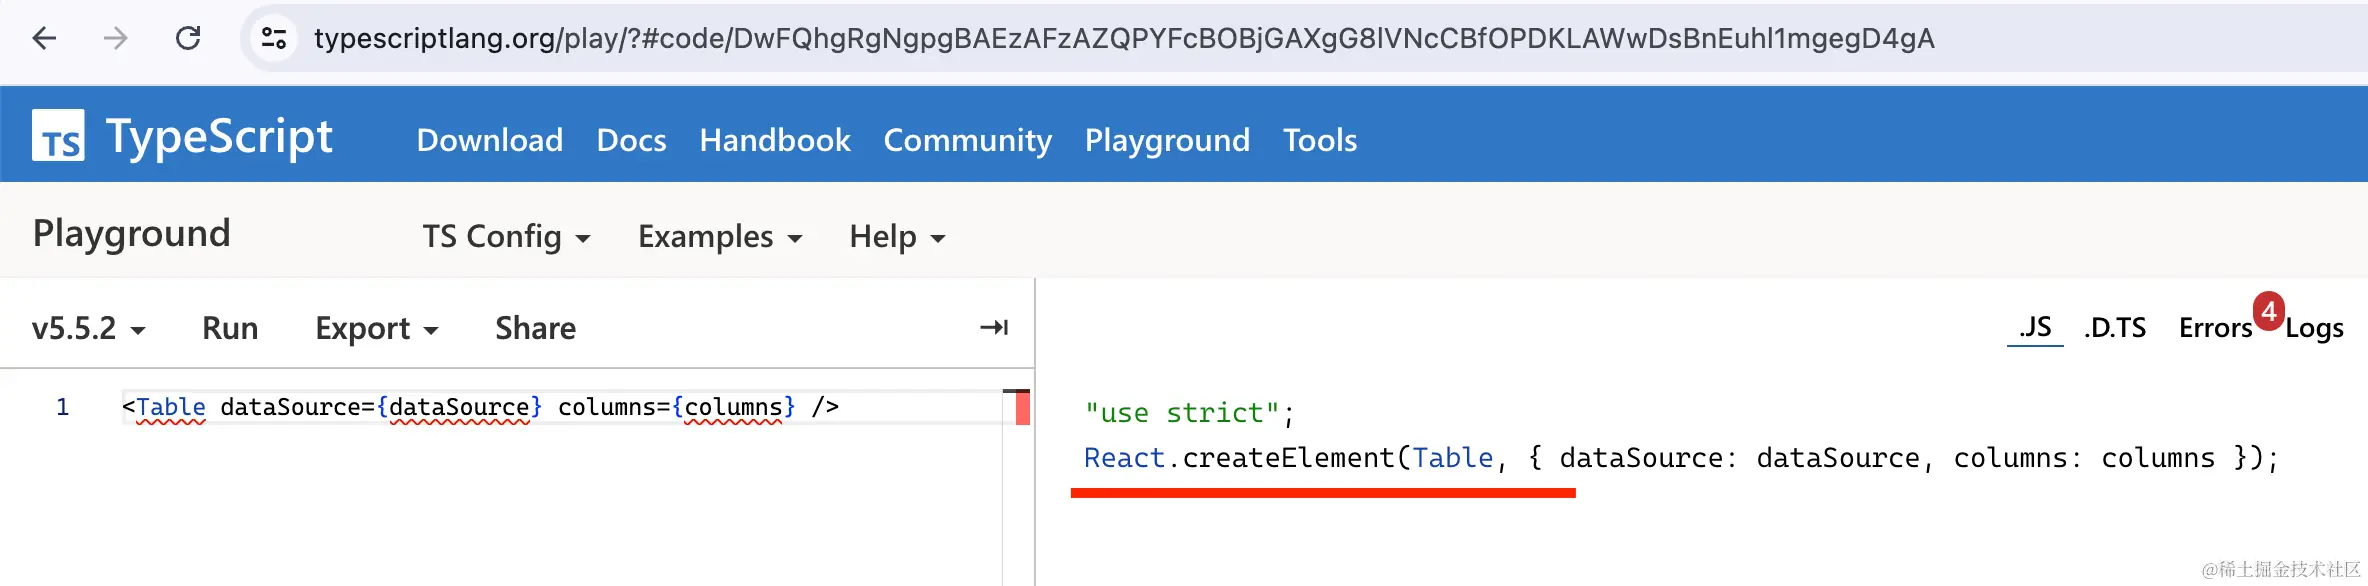 typescriptlang.org/play/?#code/DwFQhgRgNgpgBAEzAFzAZQPYFcBOBjGAXgG8lVNcCBfOPDKLAWwDsBnEuhl1mgegD4gA
TS TypeScript Download Docs Handbook Community Playground Tools
Playground TS Config Examples Help
v5.5.2 Run Export Share .JS .D.TS Errors 4 Logs
1 <Table dataSource={dataSource} columns={columns} />
"use strict";
React.createElement(Table, { dataSource: dataSource, columns: columns });
@稀土掘金技术社区